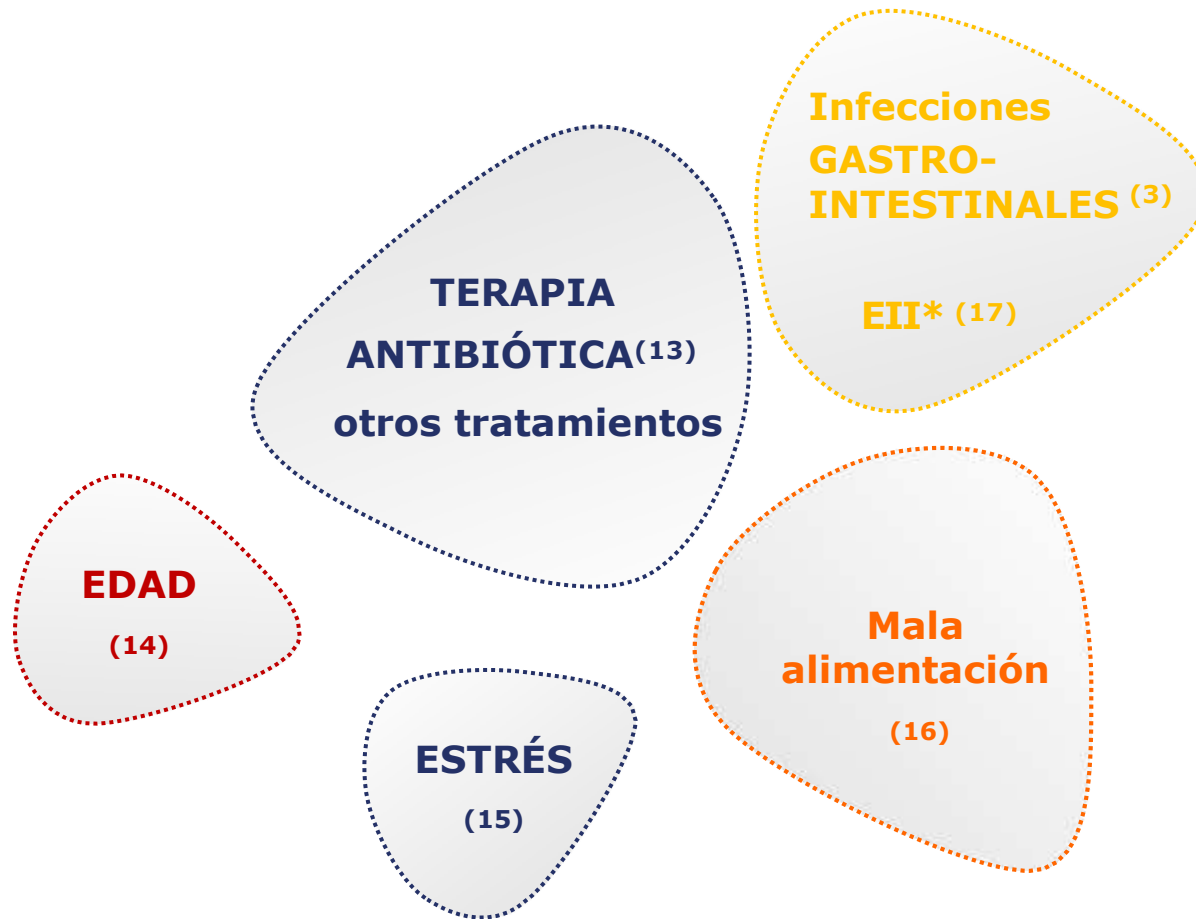 Infecciones
GASTRO-
INTESTINALES (3)
EII* (17)
TERAPIA
ANTIBIÓTICA(13)
otros tratamientos
EDAD
(14)
Mala
alimentación
(16)
ESTRÉS
(15)